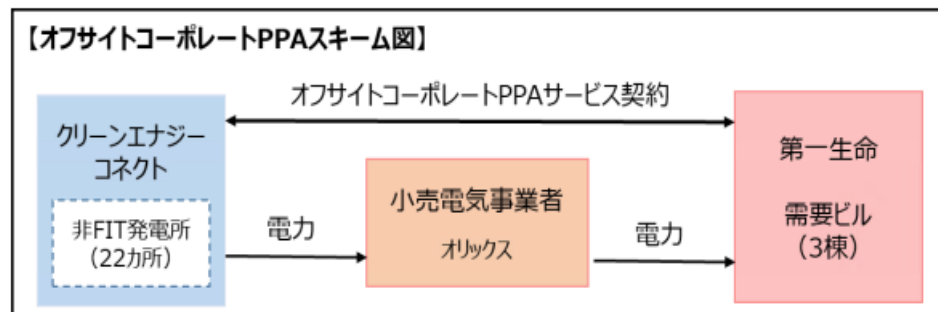 【オフサイトコーポレートPPAスキーム図】
オフサイトコーポレートPPAサービス契約
クリーンエナジー
コネクト
非FIT発電所
（22カ所）
電力
小売電気事業者
オリックス
電力
第一生命
需要ビル
（3棟）